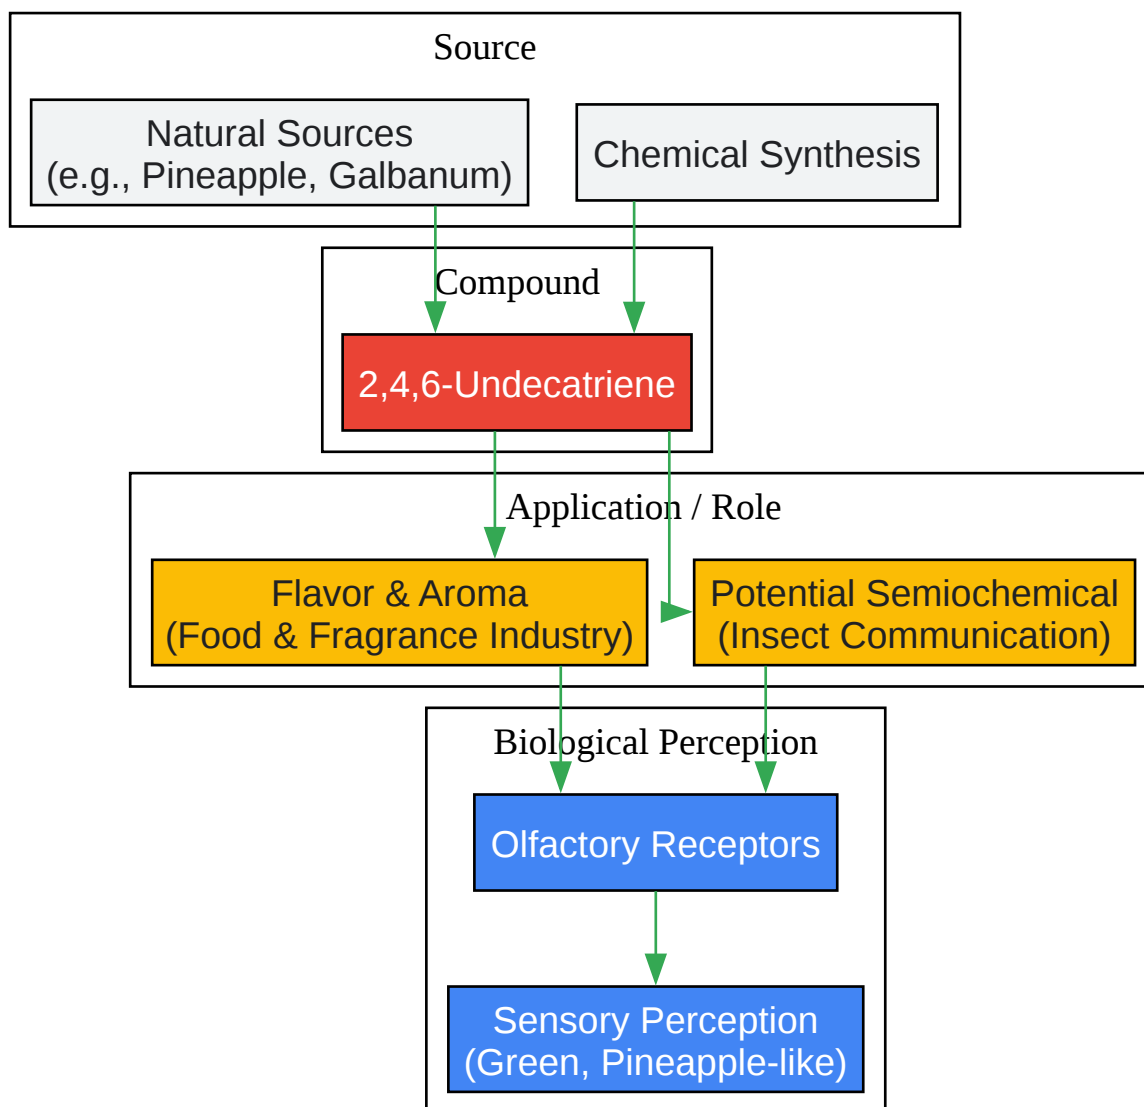 Source
Natural Sources
(e.g., Pineapple, Galbanum)
Chemical Synthesis
Compound
2,4,6-Undecatriene
Application / Role
Flavor & Aroma
(Food & Fragrance Industry)
Potential Semiochemical
(Insect Communication)
Biological Perception
Olfactory Receptors
Sensory Perception
(Green, Pineapple-like)